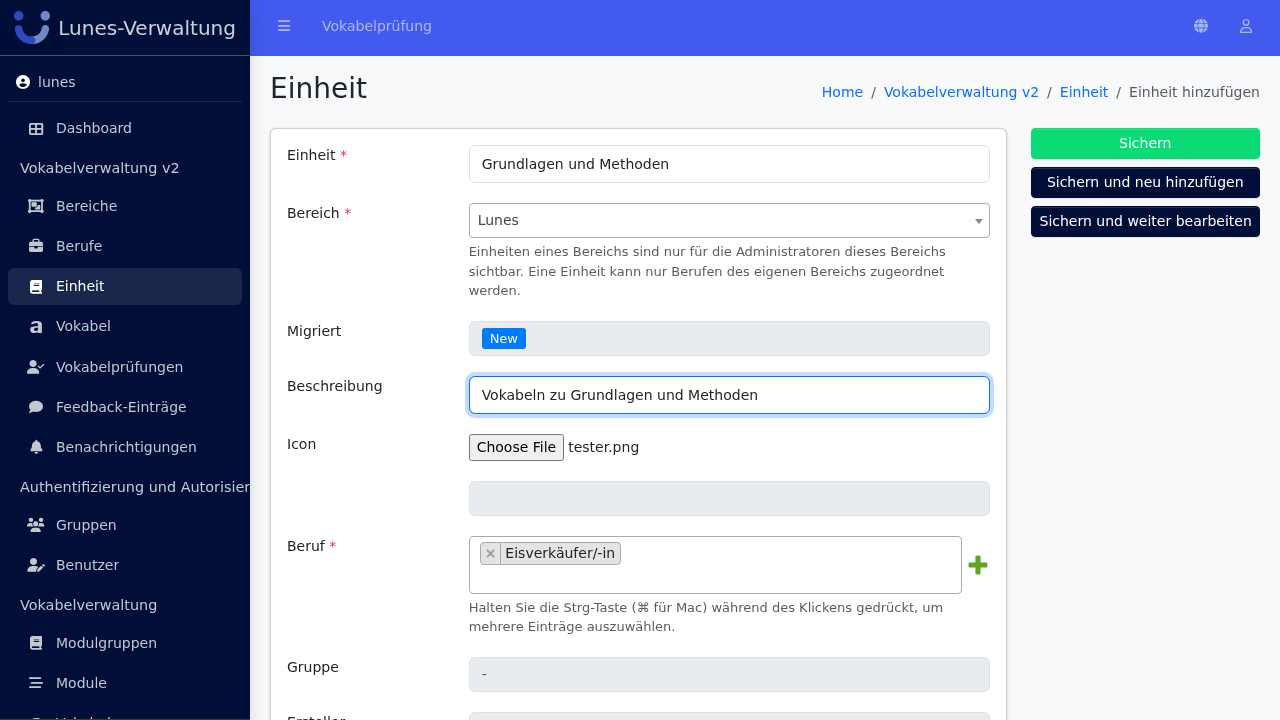 Lunes-Verwaltung
Vokabelprüfung
lunes
Dashboard
Vokabelverwaltung v2
Bereiche
Berufe
Einheit
Vokabel
Vokabelprüfungen
Feedback-Einträge
Benachrichtigungen
Authentifizierung und Autorisier
Gruppen
Benutzer
Vokabelverwaltung
Modulgruppen
Module
Einheit
Home / Vokabelverwaltung v2 / Einheit / Einheit hinzufügen
Einheit *
Grundlagen und Methoden
Bereich *
Lunes
Einheiten eines Bereichs sind nur für die Administratoren dieses Bereichs
sichtbar. Eine Einheit kann nur Berufen des eigenen Bereichs zugeordnet
werden.
Migriert
New
Beschreibung
Vokabeln zu Grundlagen und Methoden
Icon
Choose File tester.png
Beruf *
× Eisverkäufer/-in
Halten Sie die Strg-Taste (⌘ für Mac) während des Klickens gedrückt, um
mehrere Einträge auszuwählen.
Gruppe
-
Ersteller
Sichern
Sichern und neu hinzufügen
Sichern und weiter bearbeiten